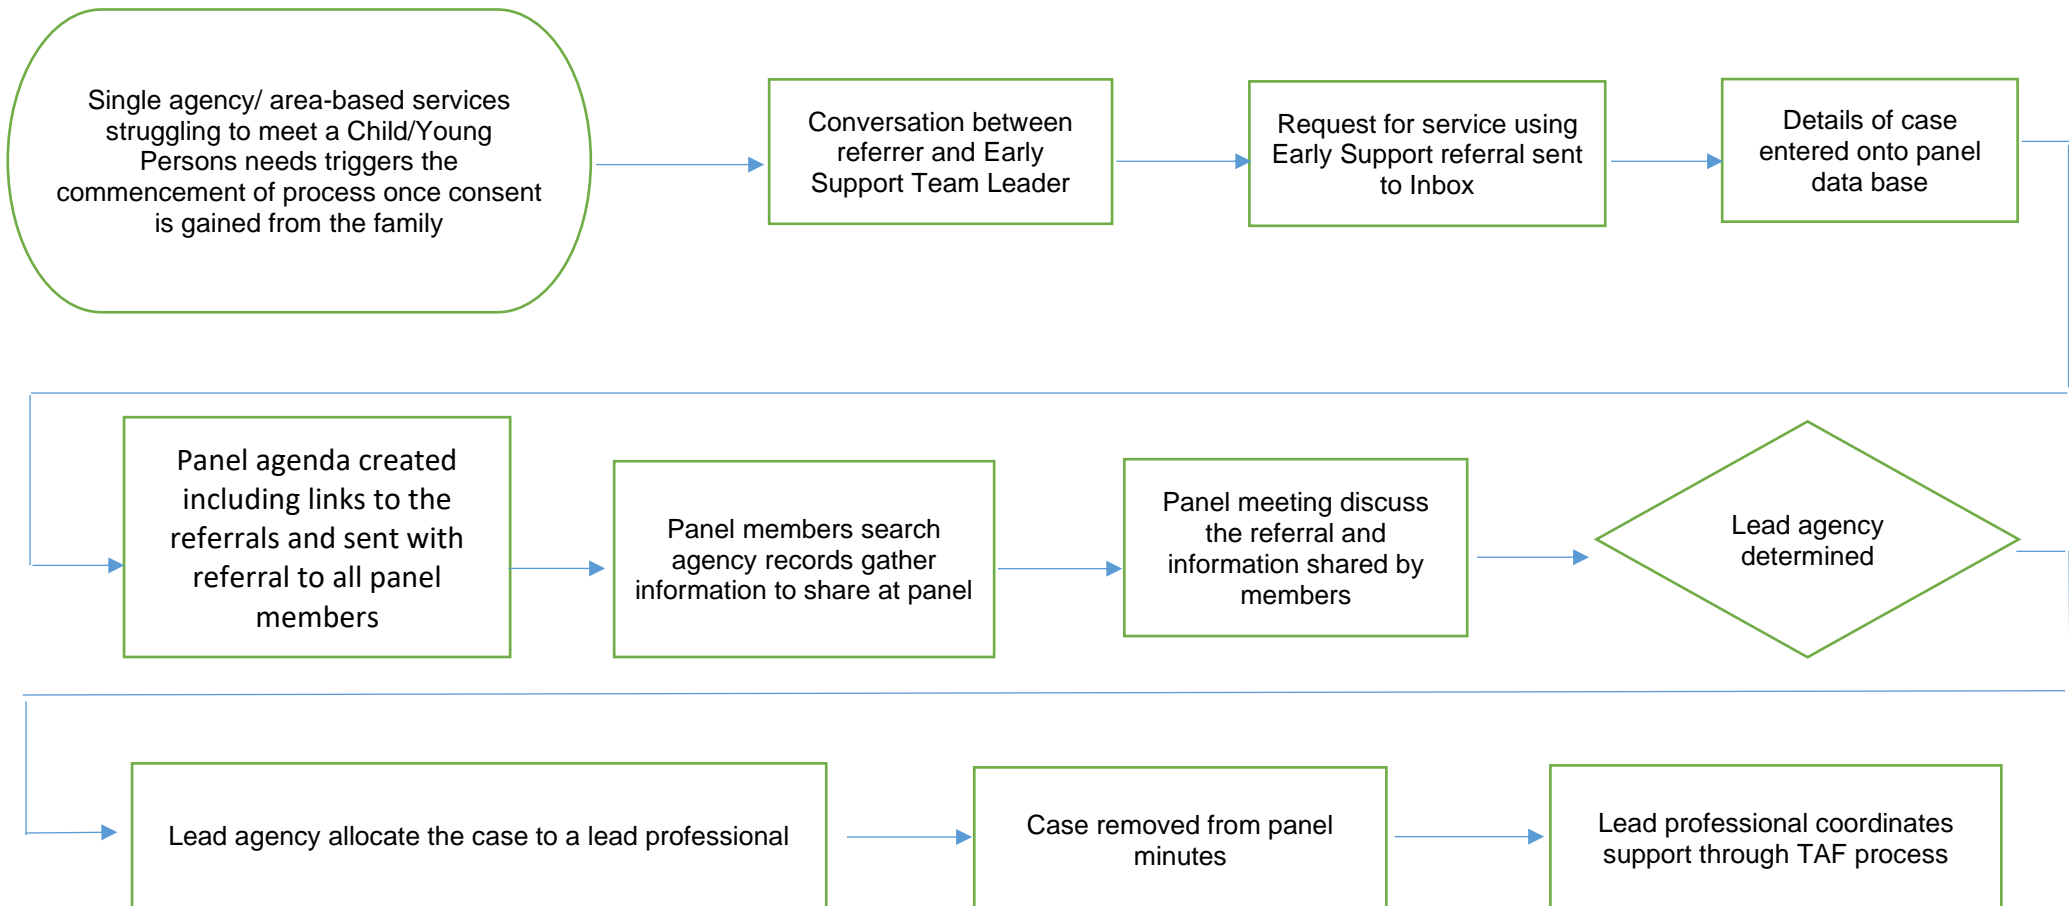 Single agency/ area-based services
struggling to meet a Child/Young
Persons needs triggers the
commencement of process once consent
is gained from the family
Conversation between
referrer and Early
Support Team Leader
Request for service using
Early Support referral sent
to Inbox
Details of case
entered onto panel
data base
Panel agenda created
including links to the
referrals and sent with
referral to all panel
members
Panel members search
agency records gather
information to share at panel
Panel meeting discuss
the referral and
information shared by
members
Lead agency
determined
Lead agency allocate the case to a lead professional
Case removed from panel
minutes
Lead professional coordinates
support through TAF process